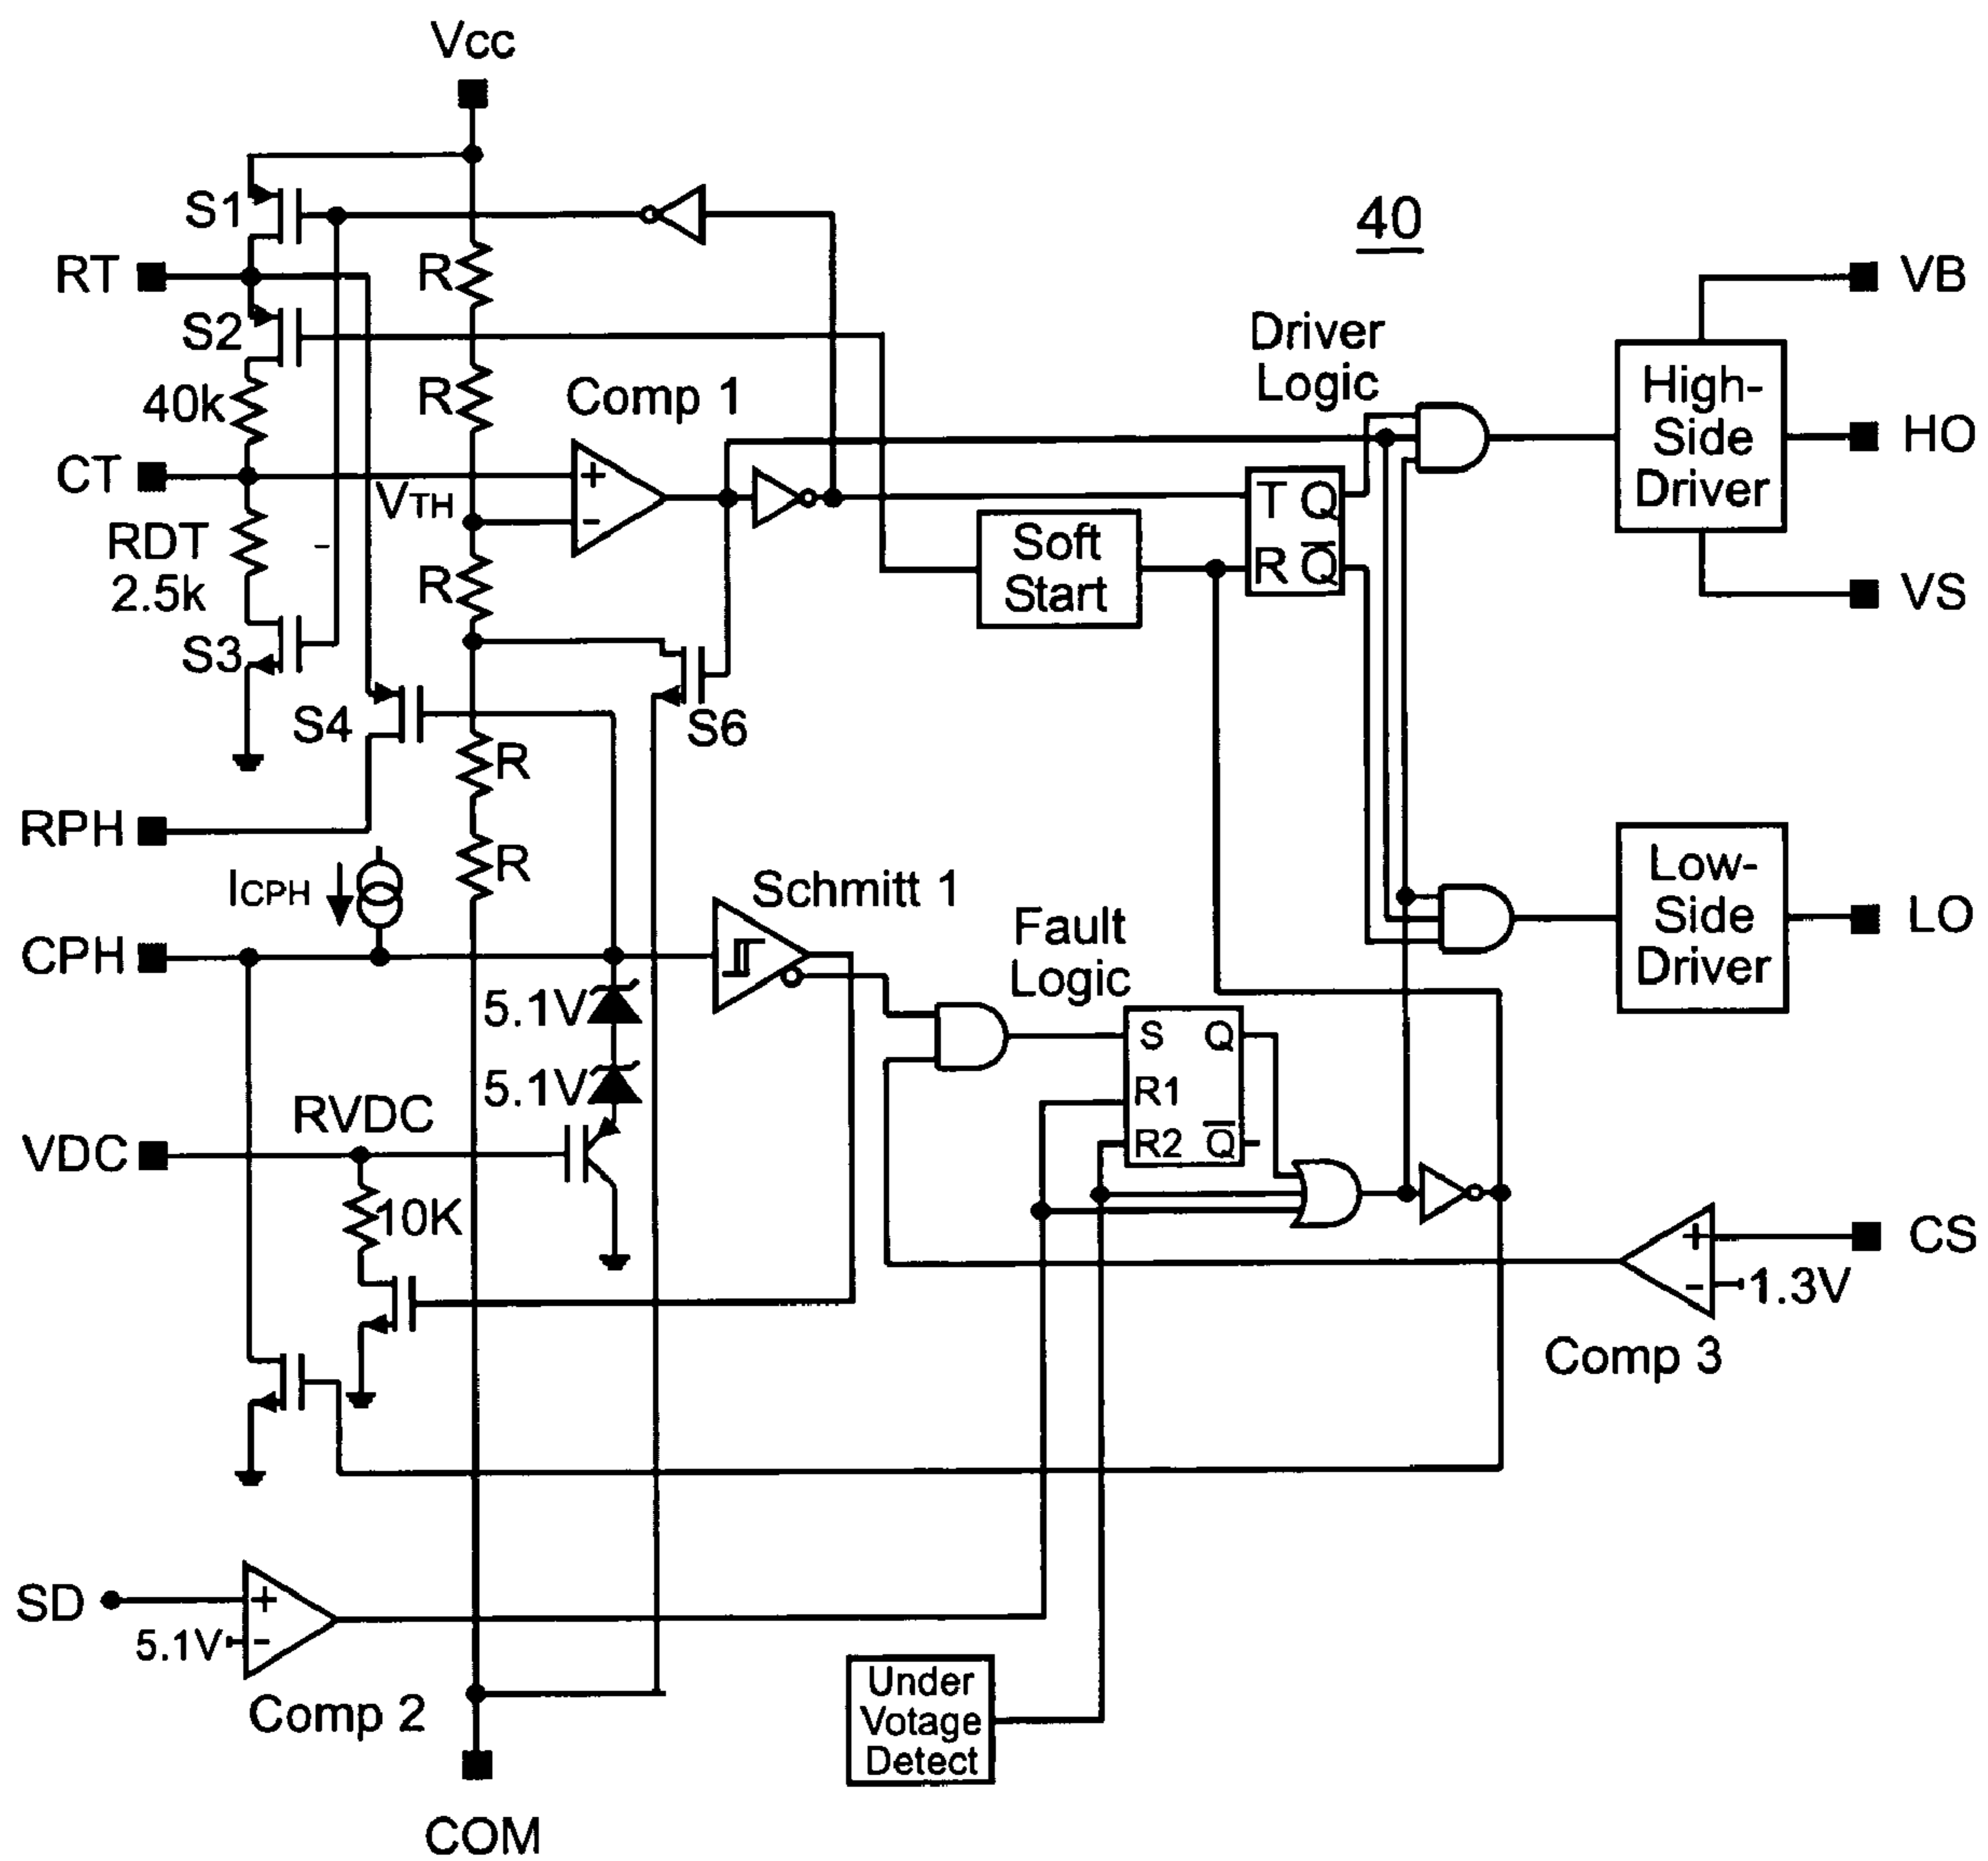 Vcc
40
S1
R
RT
VB
S2
Driver
Logic
High-
Side
Driver
40k
R
Comp 1
HO
CT
VTH
+
-
T Q
R Q̅
RDT
2.5k
R
Soft
Start
VS
S3
S4
S6
R
RPH
R
ICPH
Schmitt 1
Low-
Side
Driver
LO
CPH
Fault
Logic
5.1V
S Q
R1
R2 Q̅
5.1V
RVDC
VDC
10K
CS
+
-
1.3V
Comp 3
SD
+
5.1V
-
Comp 2
Under
Votage
Detect
COM